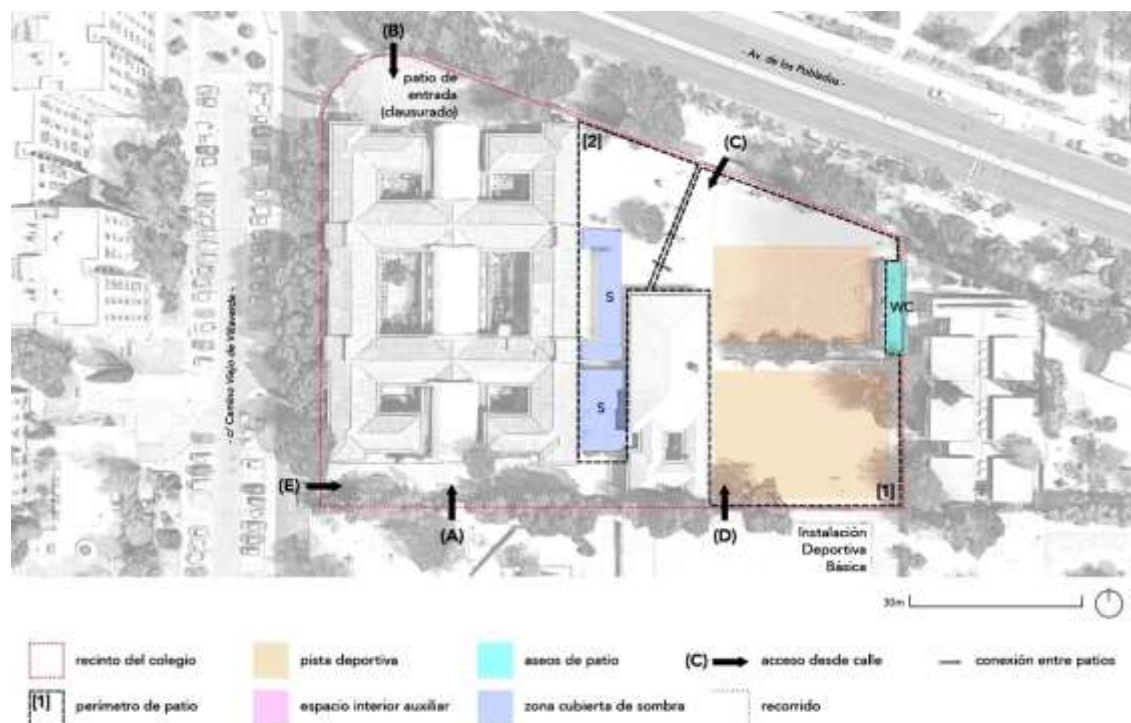 (B)
patio de
entrada
(clausurado)
- Av. de los Poblados -
[2]
(C)
- c/ Camino Viejo de Villaverde -
S
WC
S
(E)
(A)
(D)
[1]
Instalación
Deportiva
Básica
30m
recinto del colegio
pista deportiva
aseos de patio
(C) acceso desde calle
conexión entre patios
[1] perímetro de patio
espacio interior auxiliar
zona cubierta de sombra
recorrido